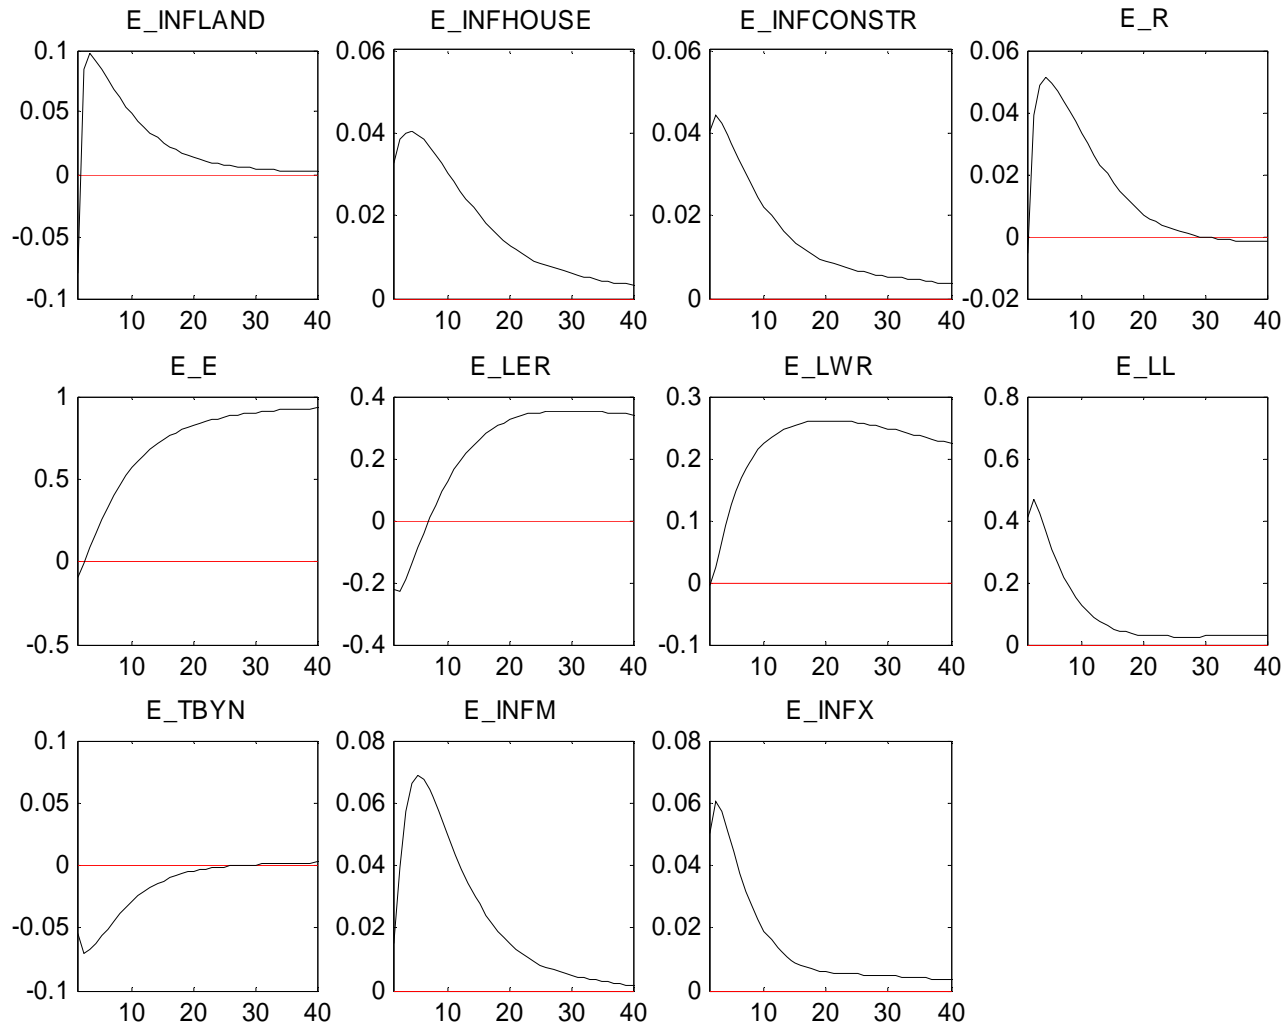 E_INFLAND E_INFHOUSE E_INFCONSTR E_R
0.1 0.06 0.06 0.06
0.05 0.04 0.04 0.04
0 0.02 0.02 0.02
-0.05 0
-0.1 0 0 -0.02
10 20 30 40 10 20 30 40 10 20 30 40 10 20 30 40
E_E E_LER E_LWR E_LL
1 0.4 0.3 0.8
0.5 0.2 0.2 0.6
0 0 0.1 0.4
-0.2 0 0.2
-0.5 -0.4 -0.1 0
10 20 30 40 10 20 30 40 10 20 30 40 10 20 30 40
E_TBYN E_INFM E_INFX
0.1 0.08 0.08
0.05 0.06 0.06
0 0.04 0.04
-0.05 0.02 0.02
-0.1 0 0
10 20 30 40 10 20 30 40 10 20 30 40